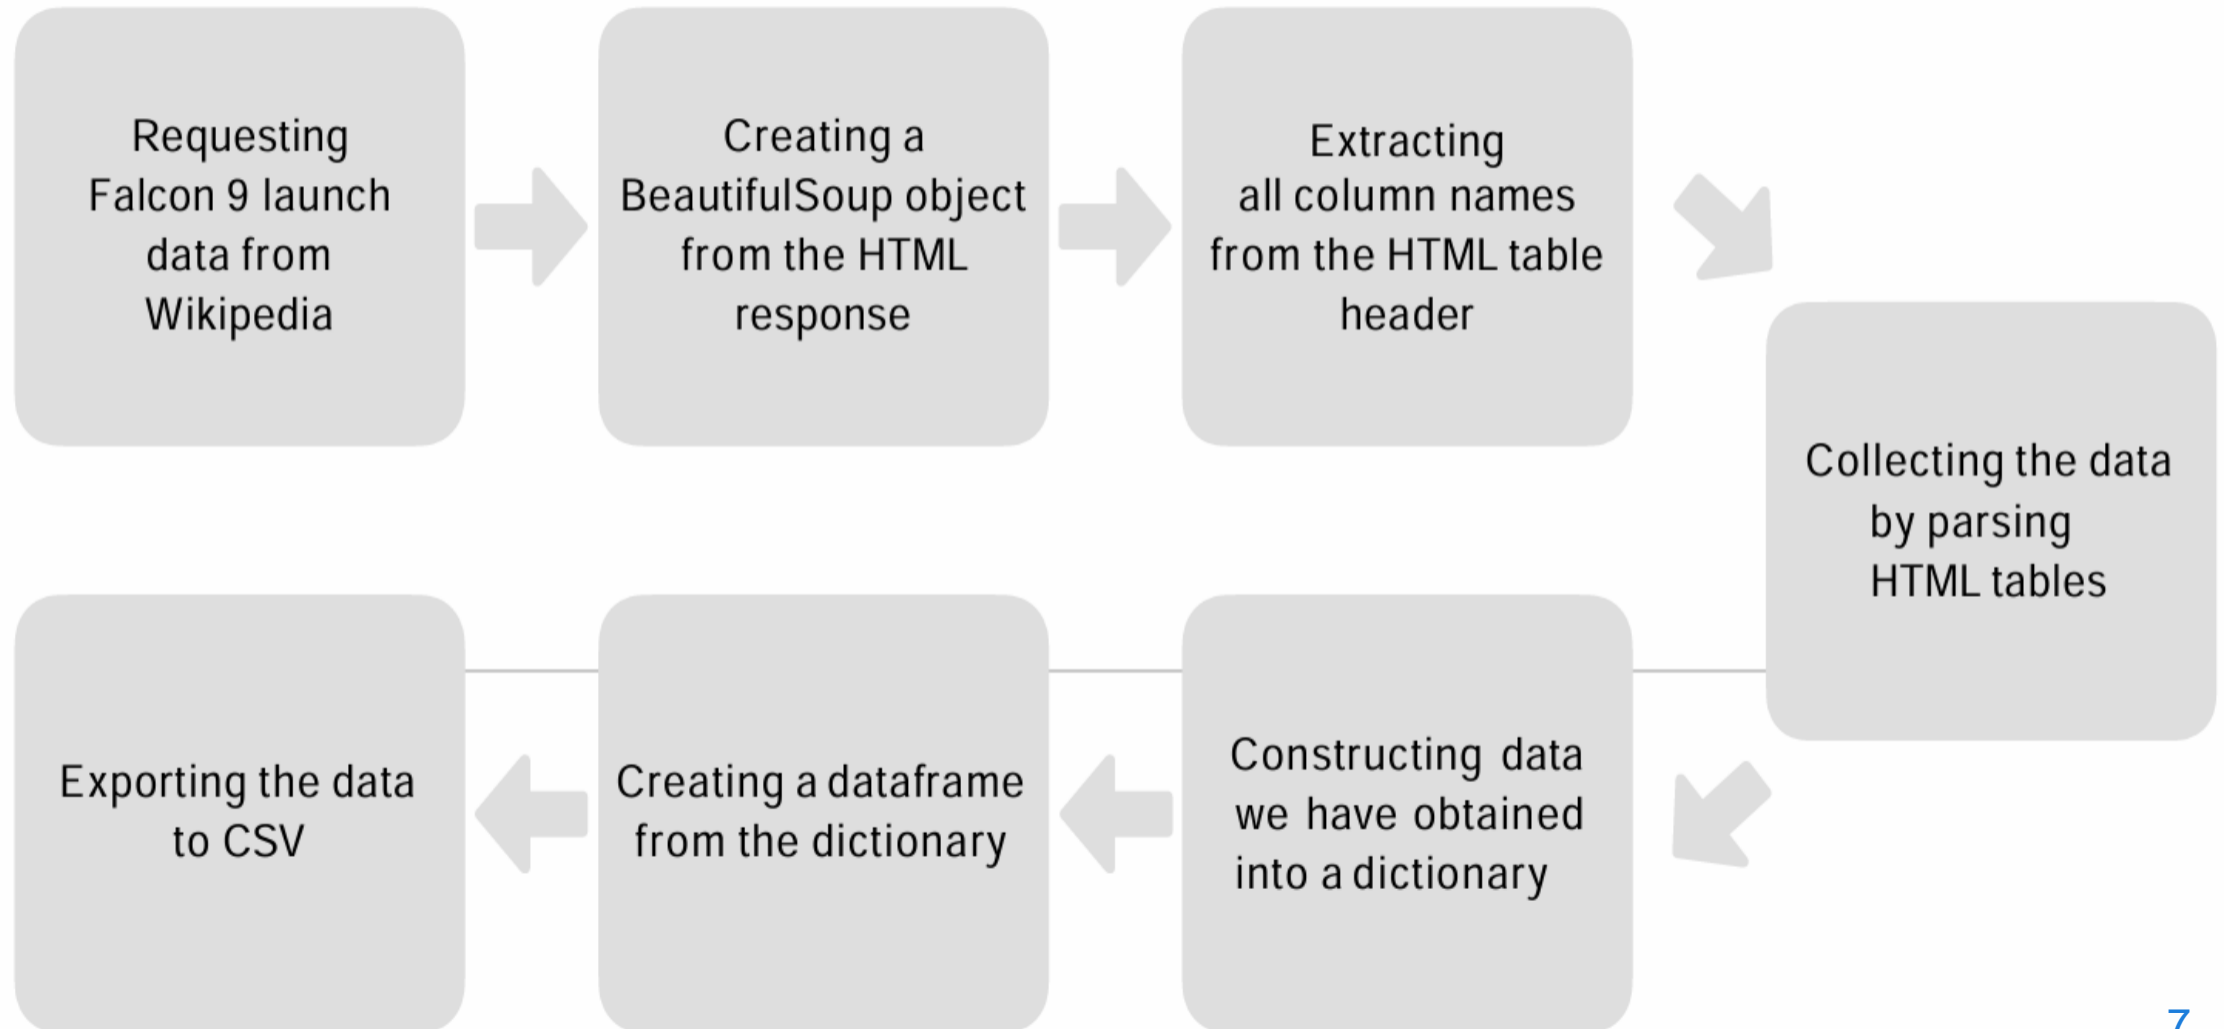 Requesting
Falcon 9 launch
data from
Wikipedia
Creating a
BeautifulSoup object
from the HTML
response
Extracting
all column names
from the HTML table
header
Collecting the data
by parsing
HTML tables
Constructing data
we have obtained
into a dictionary
Creating a dataframe
from the dictionary
Exporting the data
to CSV
7